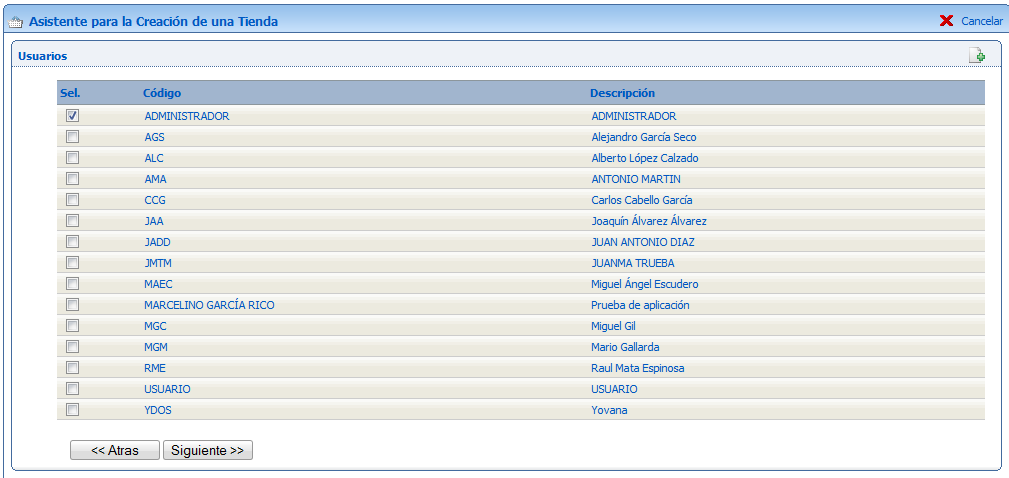 Asistente para la Creación de una Tienda Cancelar
Usuarios
Sel. Código Descripción
ADMINISTRADOR ADMINISTRADOR
AGS Alejandro García Seco
ALC Alberto López Calzado
AMA ANTONIO MARTIN
CCG Carlos Cabello García
JAA Joaquín Álvarez Álvarez
JADD JUAN ANTONIO DIAZ
JMTM JUANMA TRUEBA
MAEC Miguel Ángel Escudero
MARCELINO GARCÍA RICO Prueba de aplicación
MGC Miguel Gil
MGM Mario Gallarda
RME Raul Mata Espinosa
USUARIO USUARIO
YDOS Yovana
<< Atras Siguiente >>